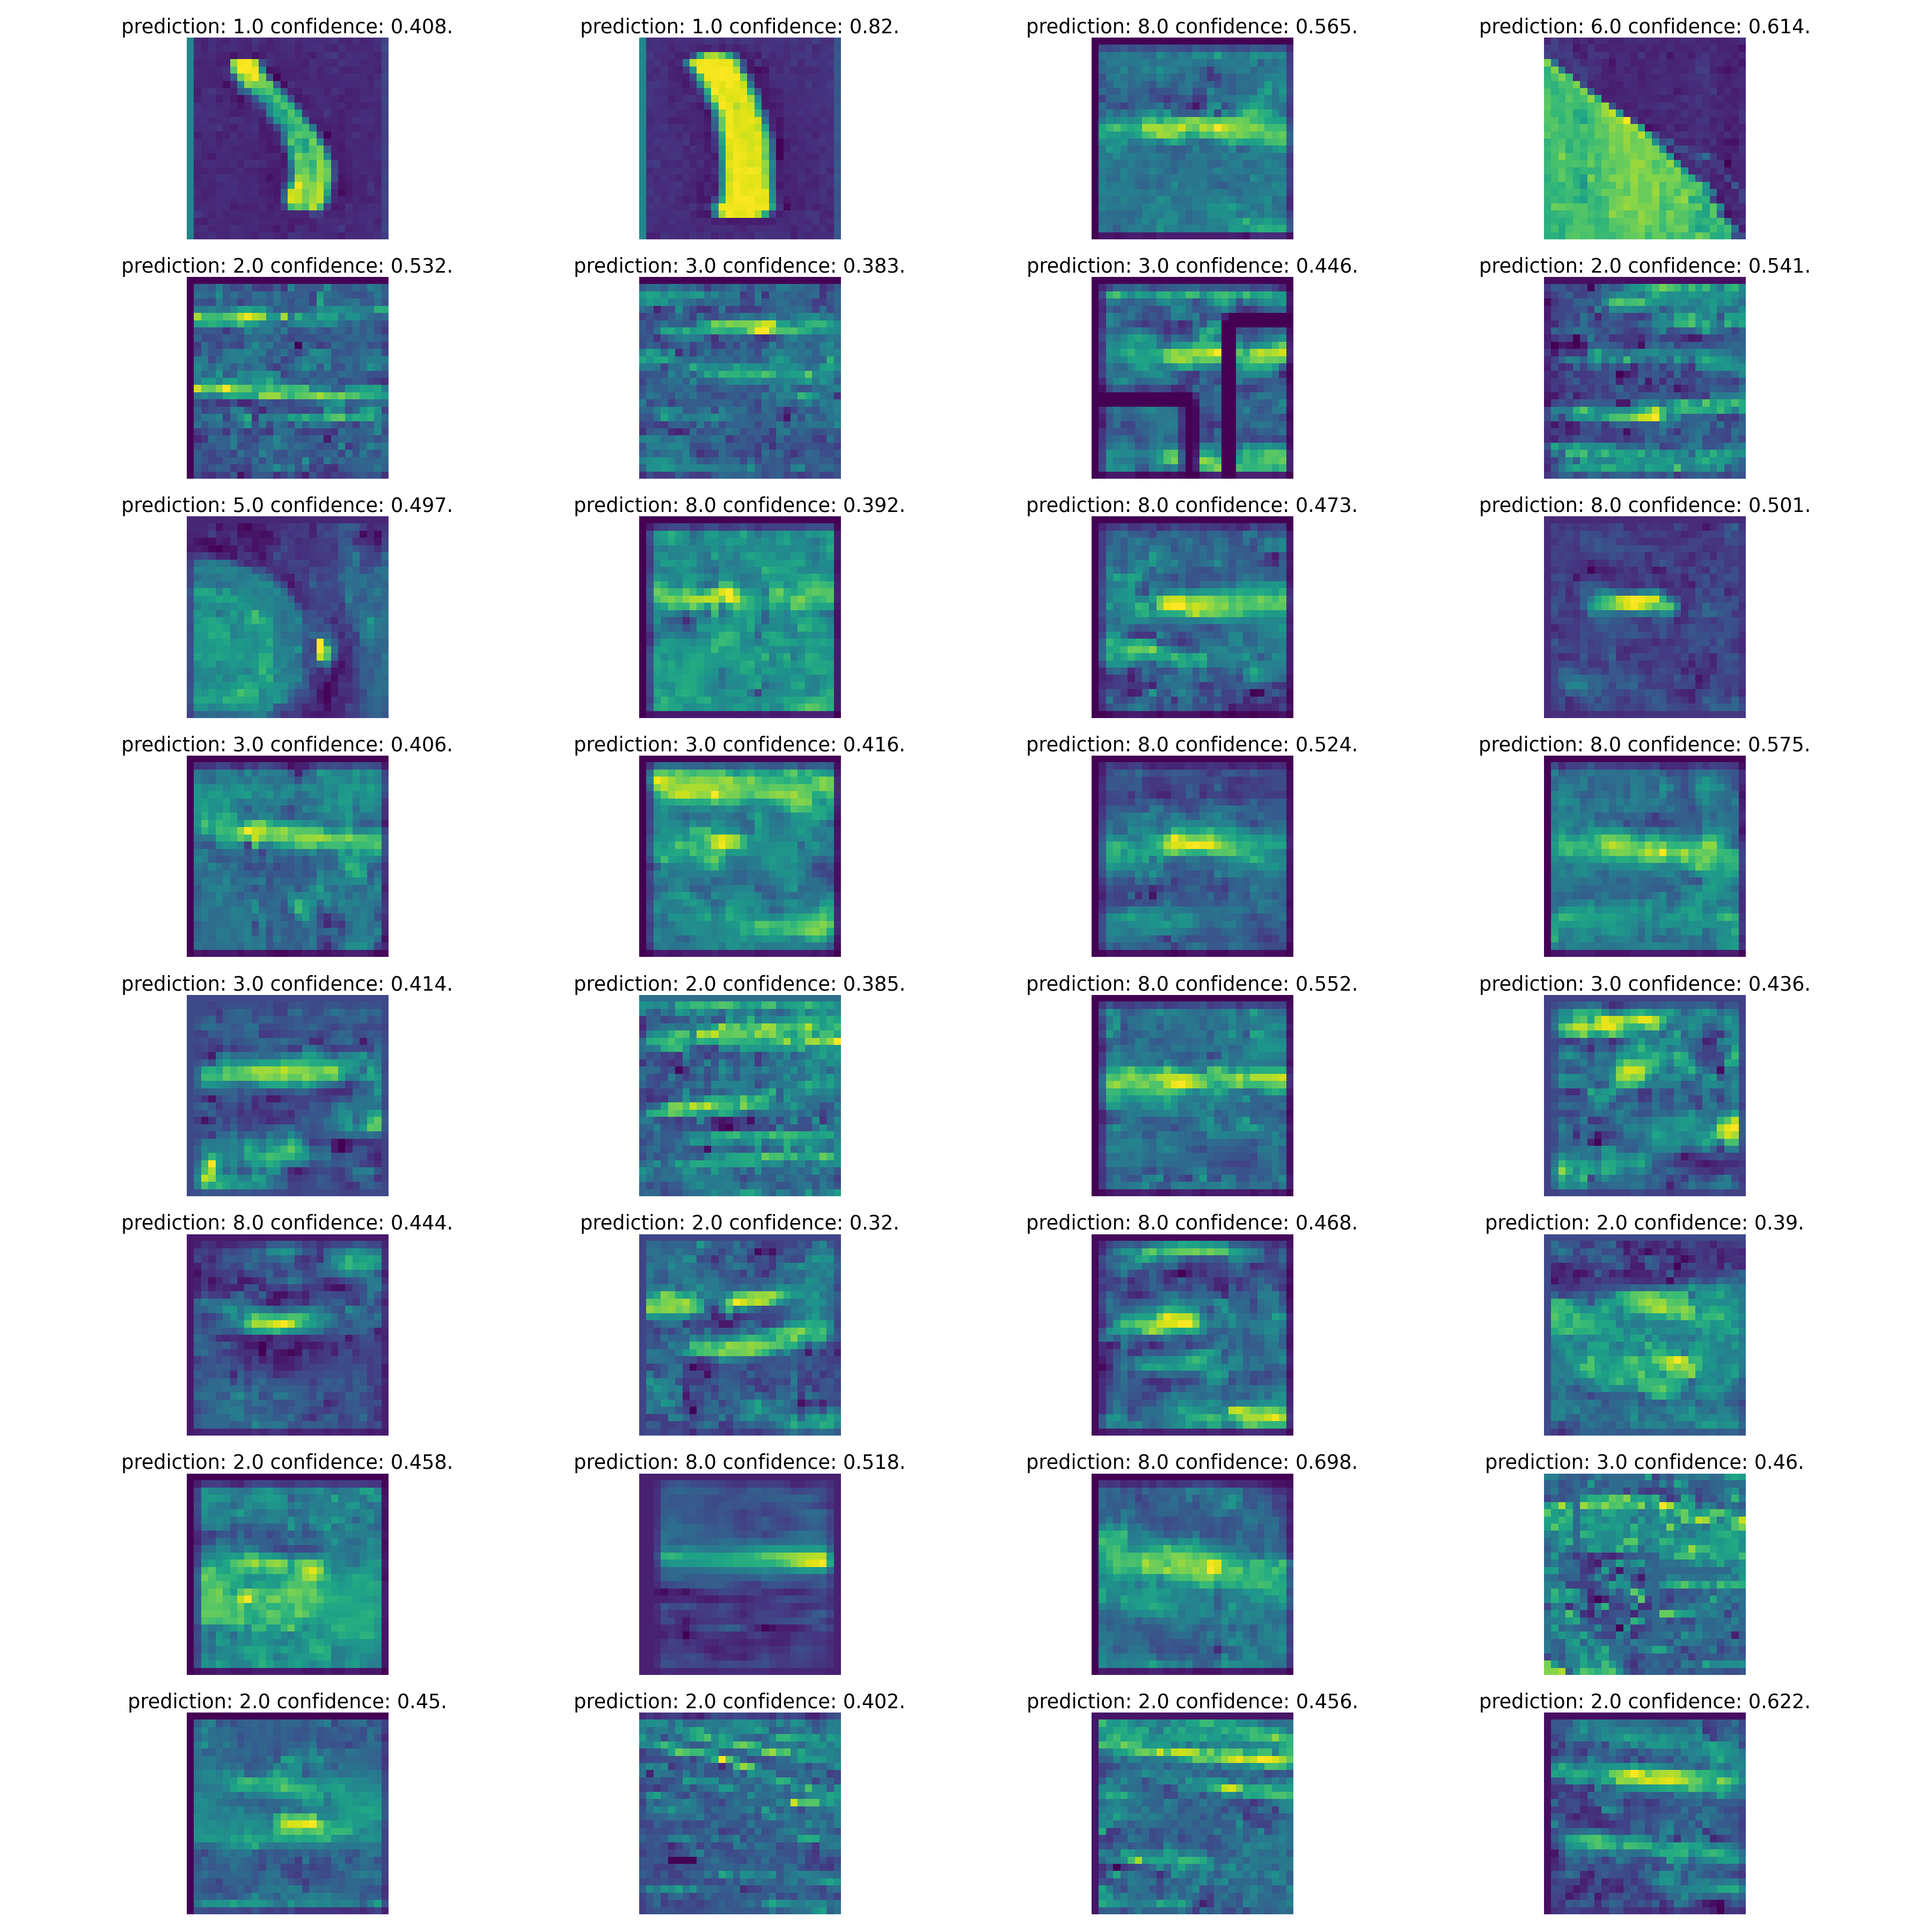 prediction: 1.0 confidence: 0.408.
prediction: 1.0 confidence: 0.82.
prediction: 8.0 confidence: 0.565.
prediction: 6.0 confidence: 0.614.
prediction: 2.0 confidence: 0.532.
prediction: 3.0 confidence: 0.383.
prediction: 3.0 confidence: 0.446.
prediction: 2.0 confidence: 0.541.
prediction: 5.0 confidence: 0.497.
prediction: 8.0 confidence: 0.392.
prediction: 8.0 confidence: 0.473.
prediction: 8.0 confidence: 0.501.
prediction: 3.0 confidence: 0.406.
prediction: 3.0 confidence: 0.416.
prediction: 8.0 confidence: 0.524.
prediction: 8.0 confidence: 0.575.
prediction: 3.0 confidence: 0.414.
prediction: 2.0 confidence: 0.385.
prediction: 8.0 confidence: 0.552.
prediction: 3.0 confidence: 0.436.
prediction: 8.0 confidence: 0.444.
prediction: 2.0 confidence: 0.32.
prediction: 8.0 confidence: 0.468.
prediction: 2.0 confidence: 0.39.
prediction: 2.0 confidence: 0.458.
prediction: 8.0 confidence: 0.518.
prediction: 8.0 confidence: 0.698.
prediction: 3.0 confidence: 0.46.
prediction: 2.0 confidence: 0.45.
prediction: 2.0 confidence: 0.402.
prediction: 2.0 confidence: 0.456.
prediction: 2.0 confidence: 0.622.